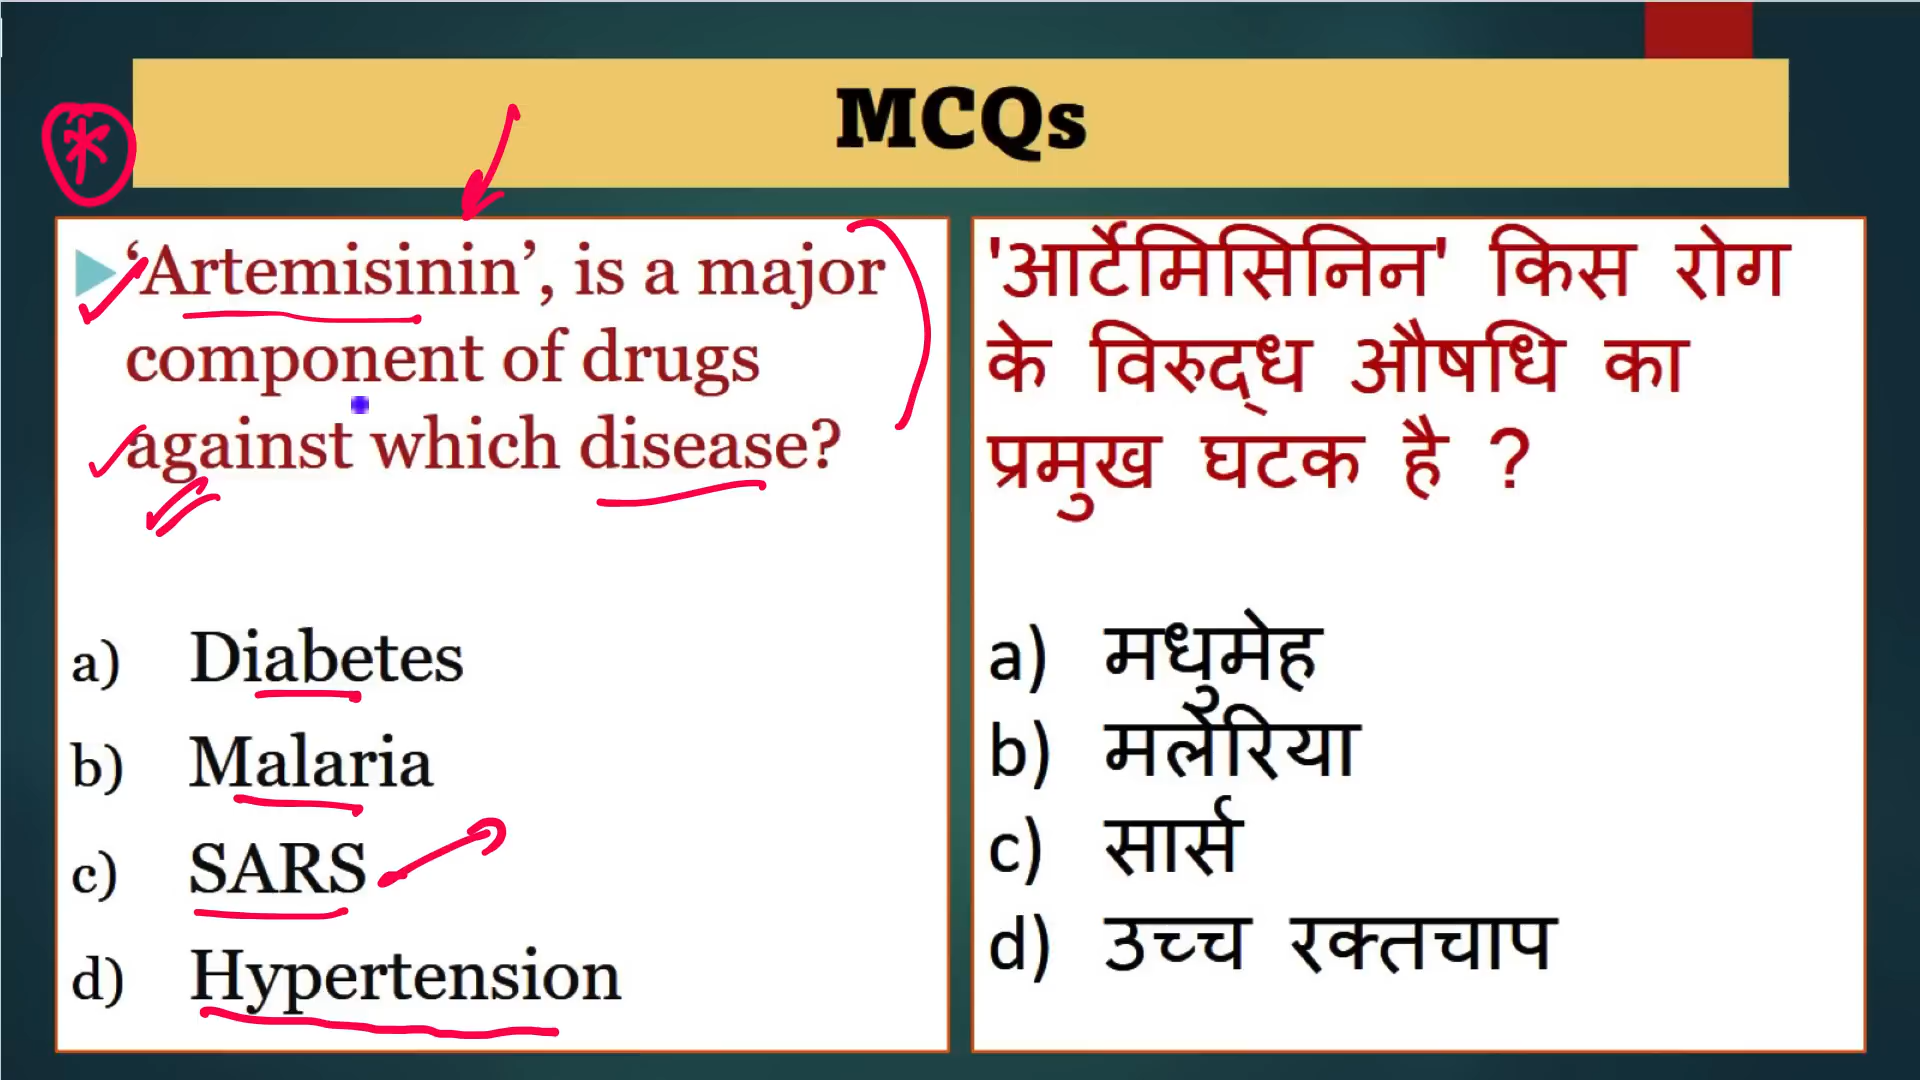 MCQs
‘Artemisinin’, is a major
component of drugs
against which disease?
a) Diabetes
b) Malaria
c) SARS
d) Hypertension
'आर्टेमिसिनिन' किस रोग
के विरुद्ध औषधि का
प्रमुख घटक है ?
a) मधुमेह
b) मलेरिया
c) सार्स
d) उच्च रक्तचाप